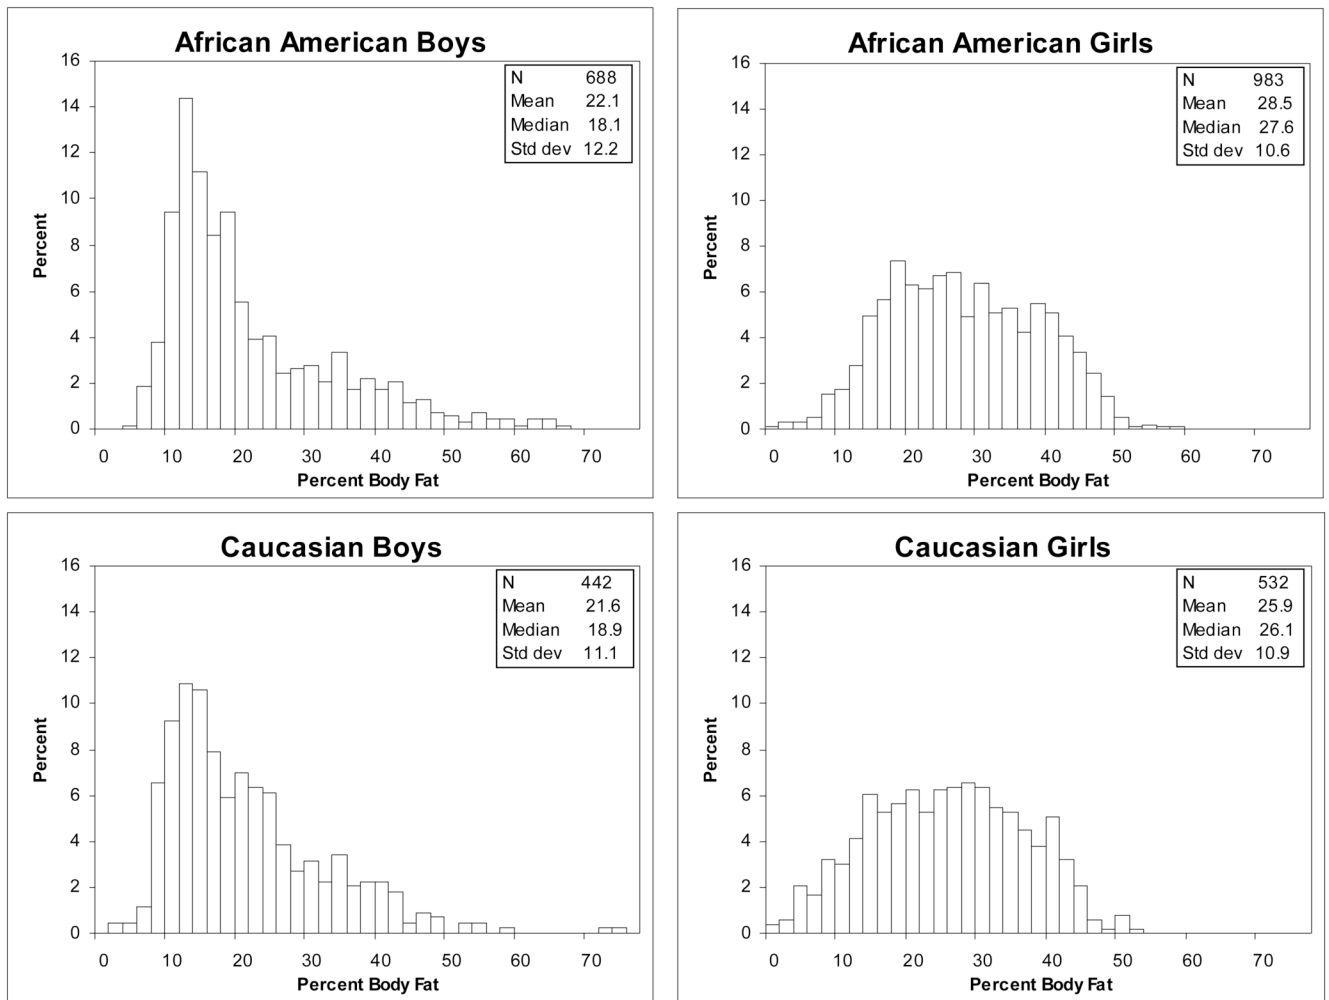 African American Boys
16
14
12
10
8
6
4
2
0
Percent
N 688
Mean 22.1
Median 18.1
Std dev 12.2
0 10 20 30 40 50 60 70
Percent Body Fat
African American Girls
16
14
12
10
8
6
4
2
0
Percent
N 983
Mean 28.5
Median 27.6
Std dev 10.6
0 10 20 30 40 50 60 70
Percent Body Fat
Caucasian Boys
16
14
12
10
8
6
4
2
0
Percent
N 442
Mean 21.6
Median 18.9
Std dev 11.1
0 10 20 30 40 50 60 70
Percent Body Fat
Caucasian Girls
16
14
12
10
8
6
4
2
0
Percent
N 532
Mean 25.9
Median 26.1
Std dev 10.9
0 10 20 30 40 50 60 70
Percent Body Fat